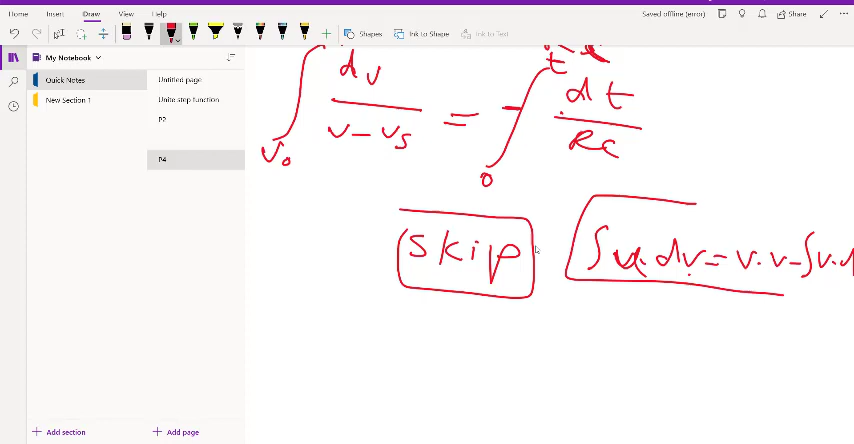 Home Insert Draw View Help
Saved offline (error) Share
Shapes Ink to Shape Ink to Text
My Notebook
Quick Notes Untitled page
New Section 1 Unite step function
P2
P4
t
∫ dv / (v - vs) = - ∫ dt / RC
v0
0
Skip
∫ u. dv = v. v - ∫ v. d
Add section Add page